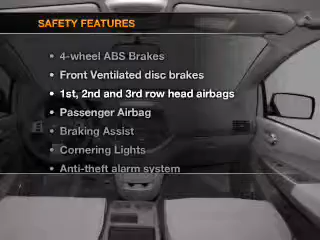 SAFETY FEATURES
• 4-wheel ABS Brakes
• Front Ventilated disc brakes
• 1st, 2nd and 3rd row head airbags
• Passenger Airbag
• Braking Assist
• Cornering Lights
• Anti-theft alarm system